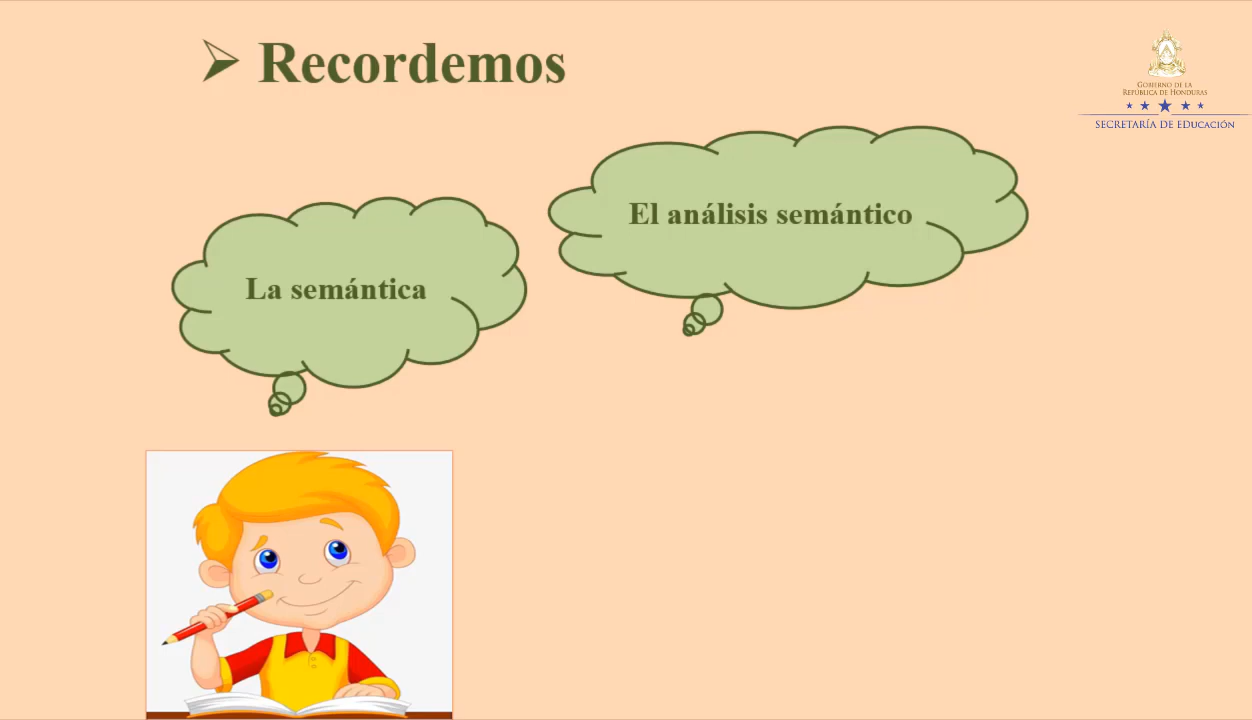 Recordemos
GOBIERNO DE LA
REPÚBLICA DE HONDURAS
SECRETARÍA DE EDUCACIÓN
El análisis semántico
La semántica